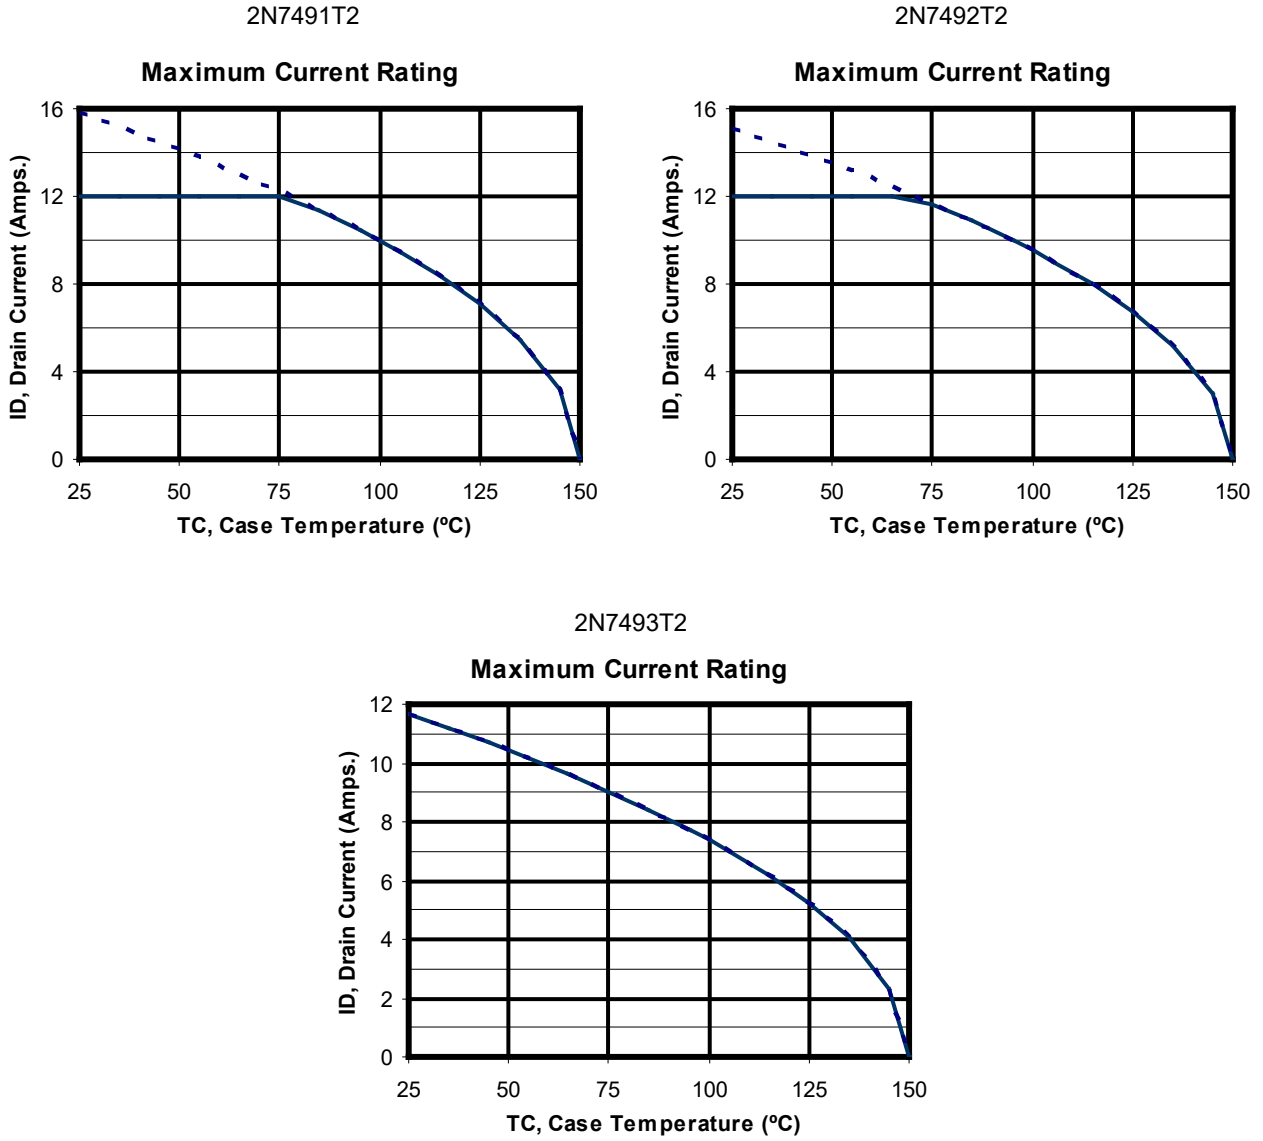 2N7491T2
Maximum Current Rating
ID, Drain Current (Amps.)
16
12
8
4
0
25 50 75 100 125 150
TC, Case Temperature (ºC)
2N7492T2
Maximum Current Rating
ID, Drain Current (Amps.)
16
12
8
4
0
25 50 75 100 125 150
TC, Case Temperature (ºC)
2N7493T2
Maximum Current Rating
ID, Drain Current (Amps.)
12
10
8
6
4
2
0
25 50 75 100 125 150
TC, Case Temperature (ºC)